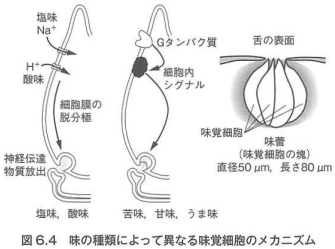 塩味
Na⁺
H⁺
酸味
細胞膜の
脱分極
神経伝達
物質放出
塩味，酸味
Gタンパク質
細胞内
シグナル
苦味，甘味，うま味
舌の表面
味覚細胞
味蕾
（味覚細胞の塊）
直径50 μm，長さ80 μm
図 6.4　味の種類によって異なる味覚細胞のメカニズム